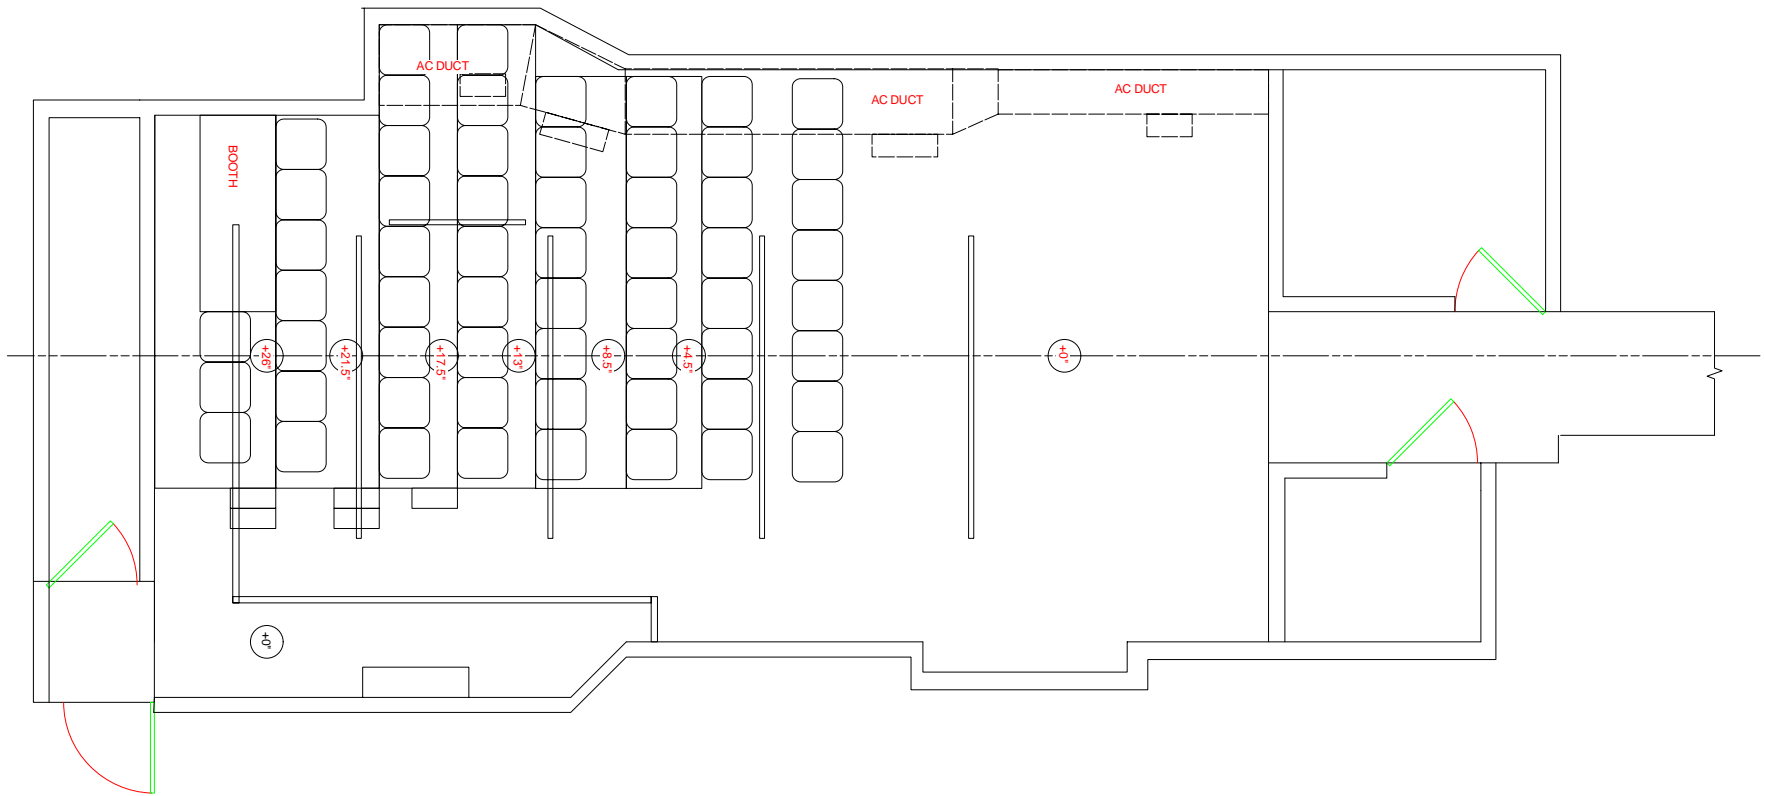 AC DUCT
AC DUCT
AC DUCT
BOOTH
+26"
+21.5"
+17.5"
+13"
+8.5"
+4.5"
+0"
+0"